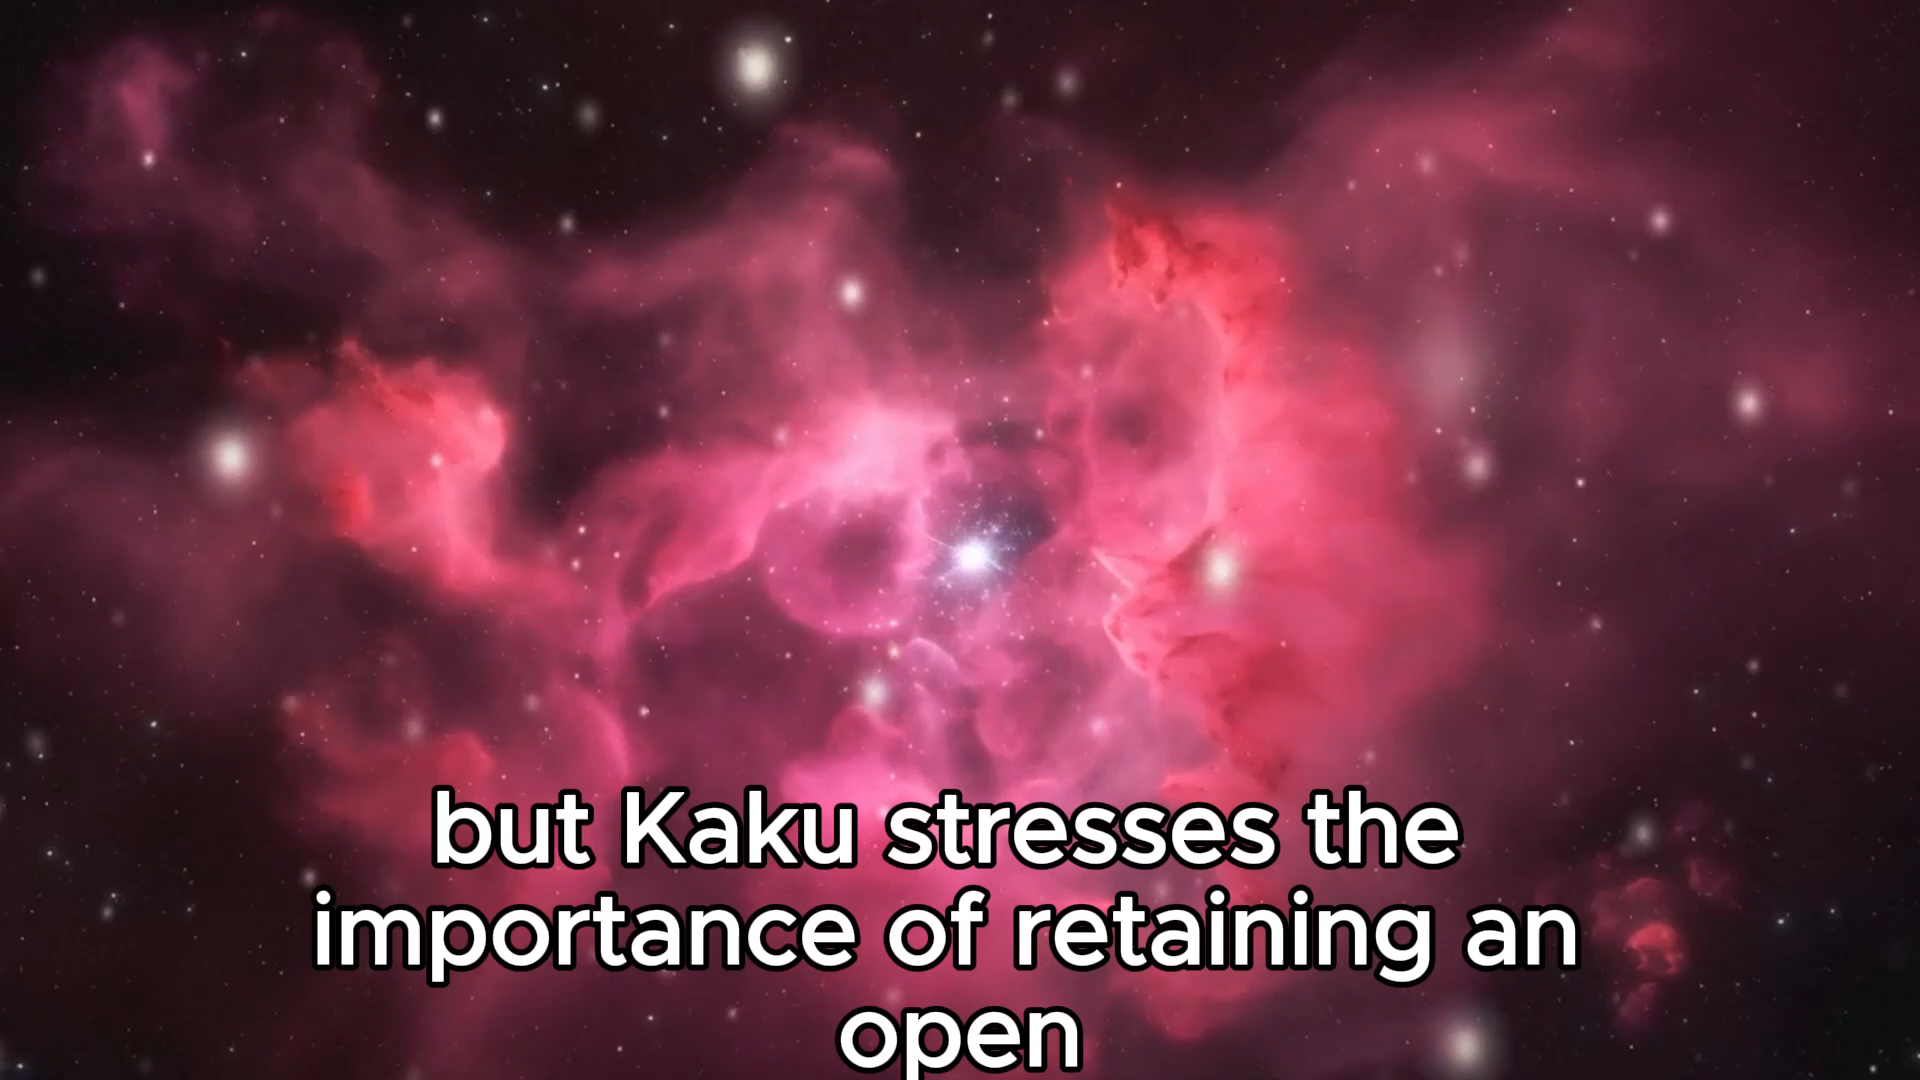 but Kaku stresses the
importance of retaining an
open